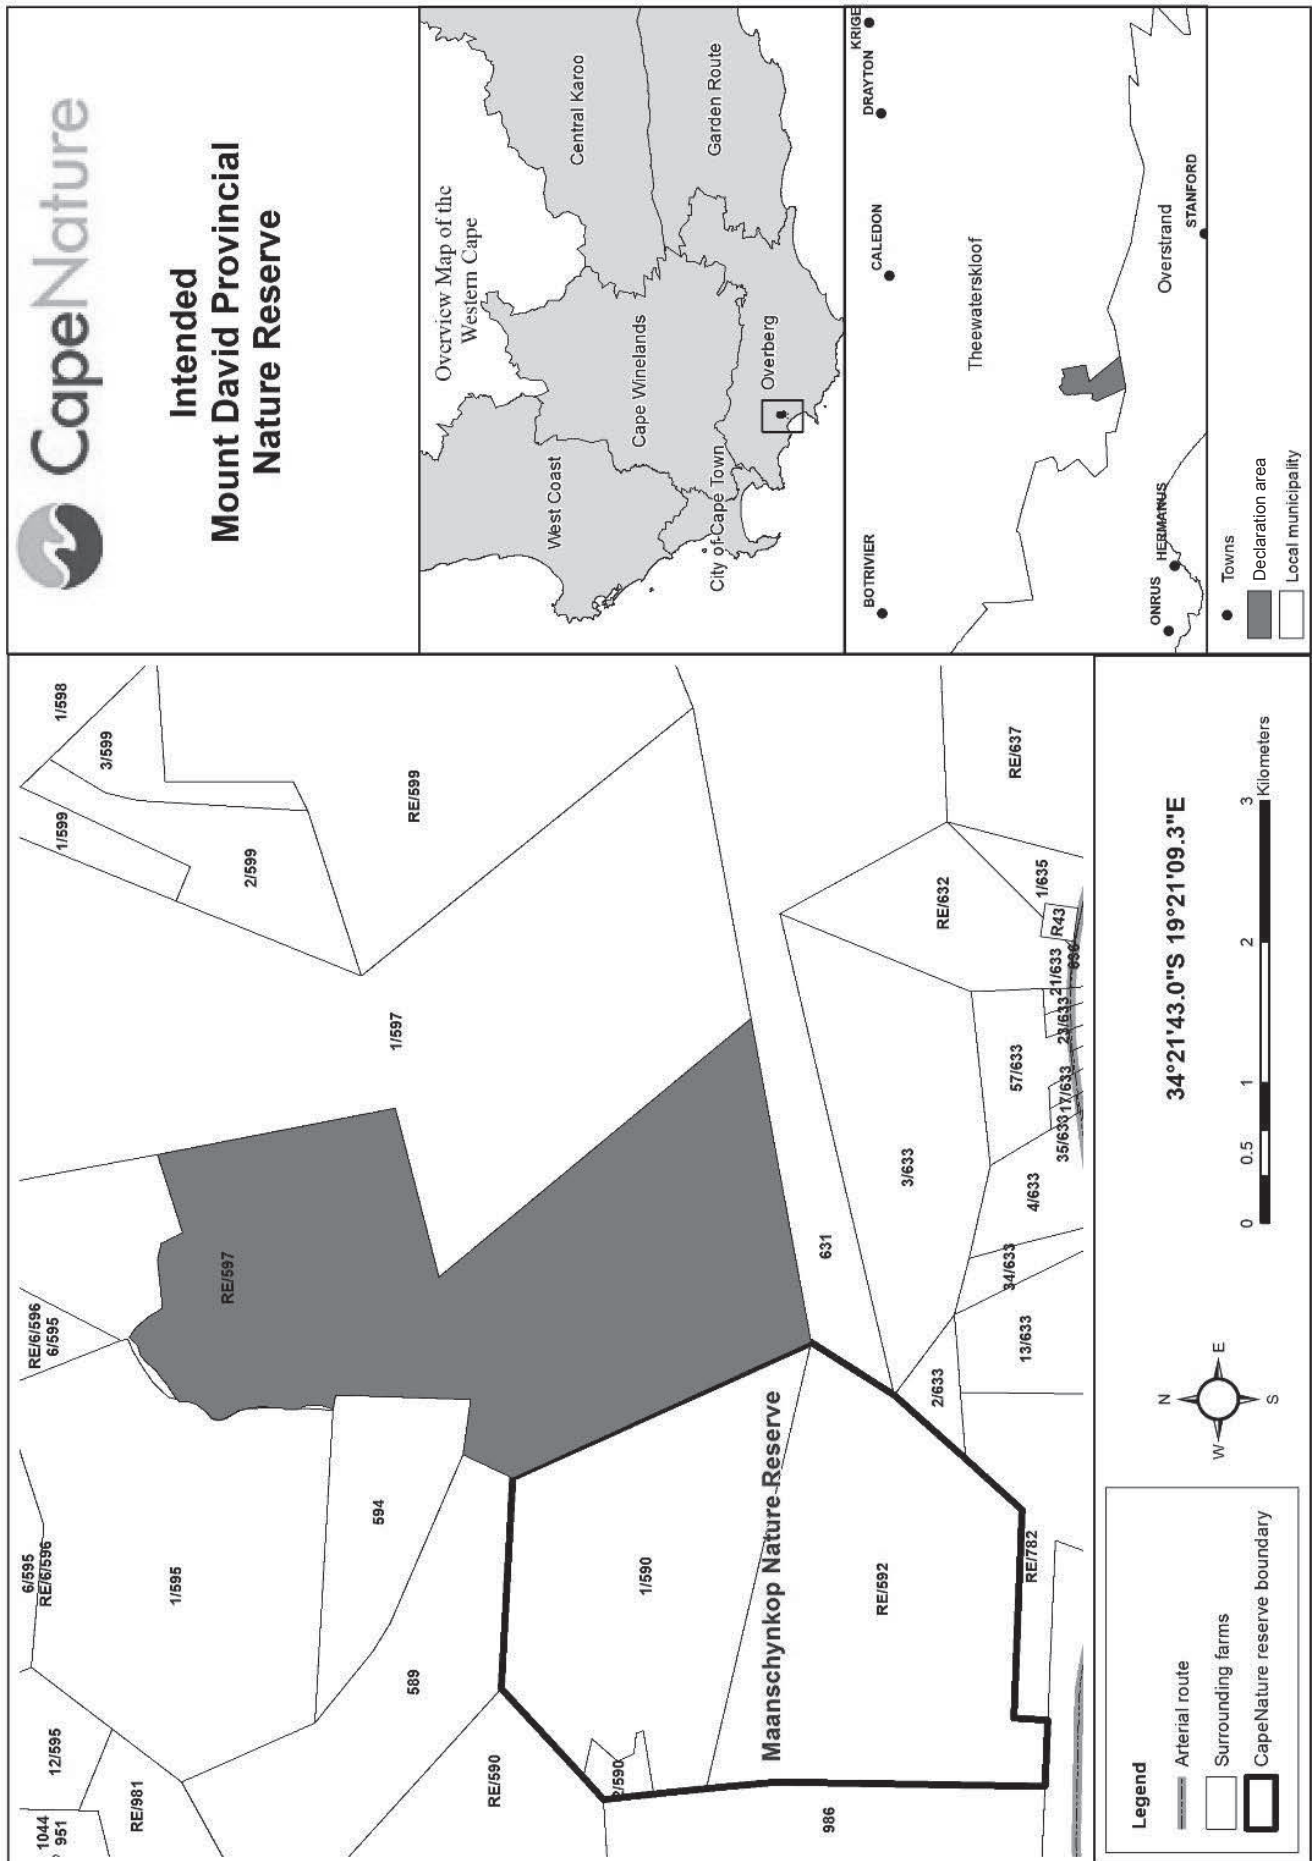 CapeNature
Intended
Mount David Provincial
Nature Reserve
Overview Map of the
Western Cape
West Coast
Central Karoo
Cape Winelands
Garden Route
City of Cape Town
Overberg
BOTRIVIER
CALEDON
DRAYTON
KRIGE
Theewaterskloof
Overstrand
ONRUS
HERMANUS
STANFORD
Towns
Declaration area
Local municipality
1044
951
12/595
RE/981
6/595
RE/6/596
1/595
RE/6/596
6/595
RE/597
1/599
1/598
3/599
2/599
RE/599
1/597
594
589
RE/590
2/590
1/590
Maanschynkop Nature Reserve
RE/592
986
RE/782
631
3/633
2/633
13/633
34/633
4/633
35/633
17/633
57/633
23/633
21/633
R43
1/635
RE/632
RE/637
Legend
Arterial route
Surrounding farms
CapeNature reserve boundary
N
W
E
S
34°21'43.0"S 19°21'09.3"E
0
0.5
1
2
3
Kilometers